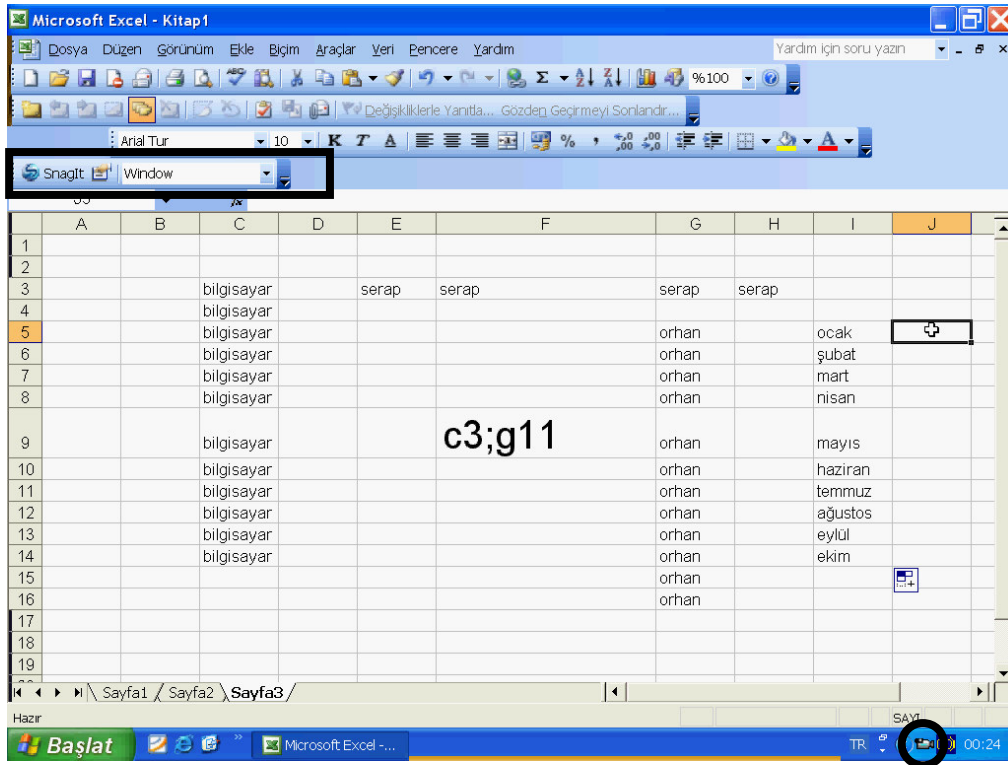 Microsoft Excel - Kitap1
Dosya Düzen Görünüm Ekle Biçim Araçlar Veri Pencere Yardım Yardım için soru yazın
%100
Değişikliklerle Yanıtla... Gözden Geçirmeyi Sonlandır...
Arial Tur 10 K T A % A
SnagIt Window
A B C D E F G H I J
1
2
3 bilgisayar serap serap serap serap
4 bilgisayar
5 bilgisayar orhan ocak
6 bilgisayar orhan şubat
7 bilgisayar orhan mart
8 bilgisayar orhan nisan
9 bilgisayar c3;g11 orhan mayıs
10 bilgisayar orhan haziran
11 bilgisayar orhan temmuz
12 bilgisayar orhan ağustos
13 bilgisayar orhan eylül
14 bilgisayar orhan ekim
15 orhan
16 orhan
17
18
19
Sayfa1 Sayfa2 Sayfa3
Hazır SAYI
Başlat Microsoft Excel -... TR 00:24